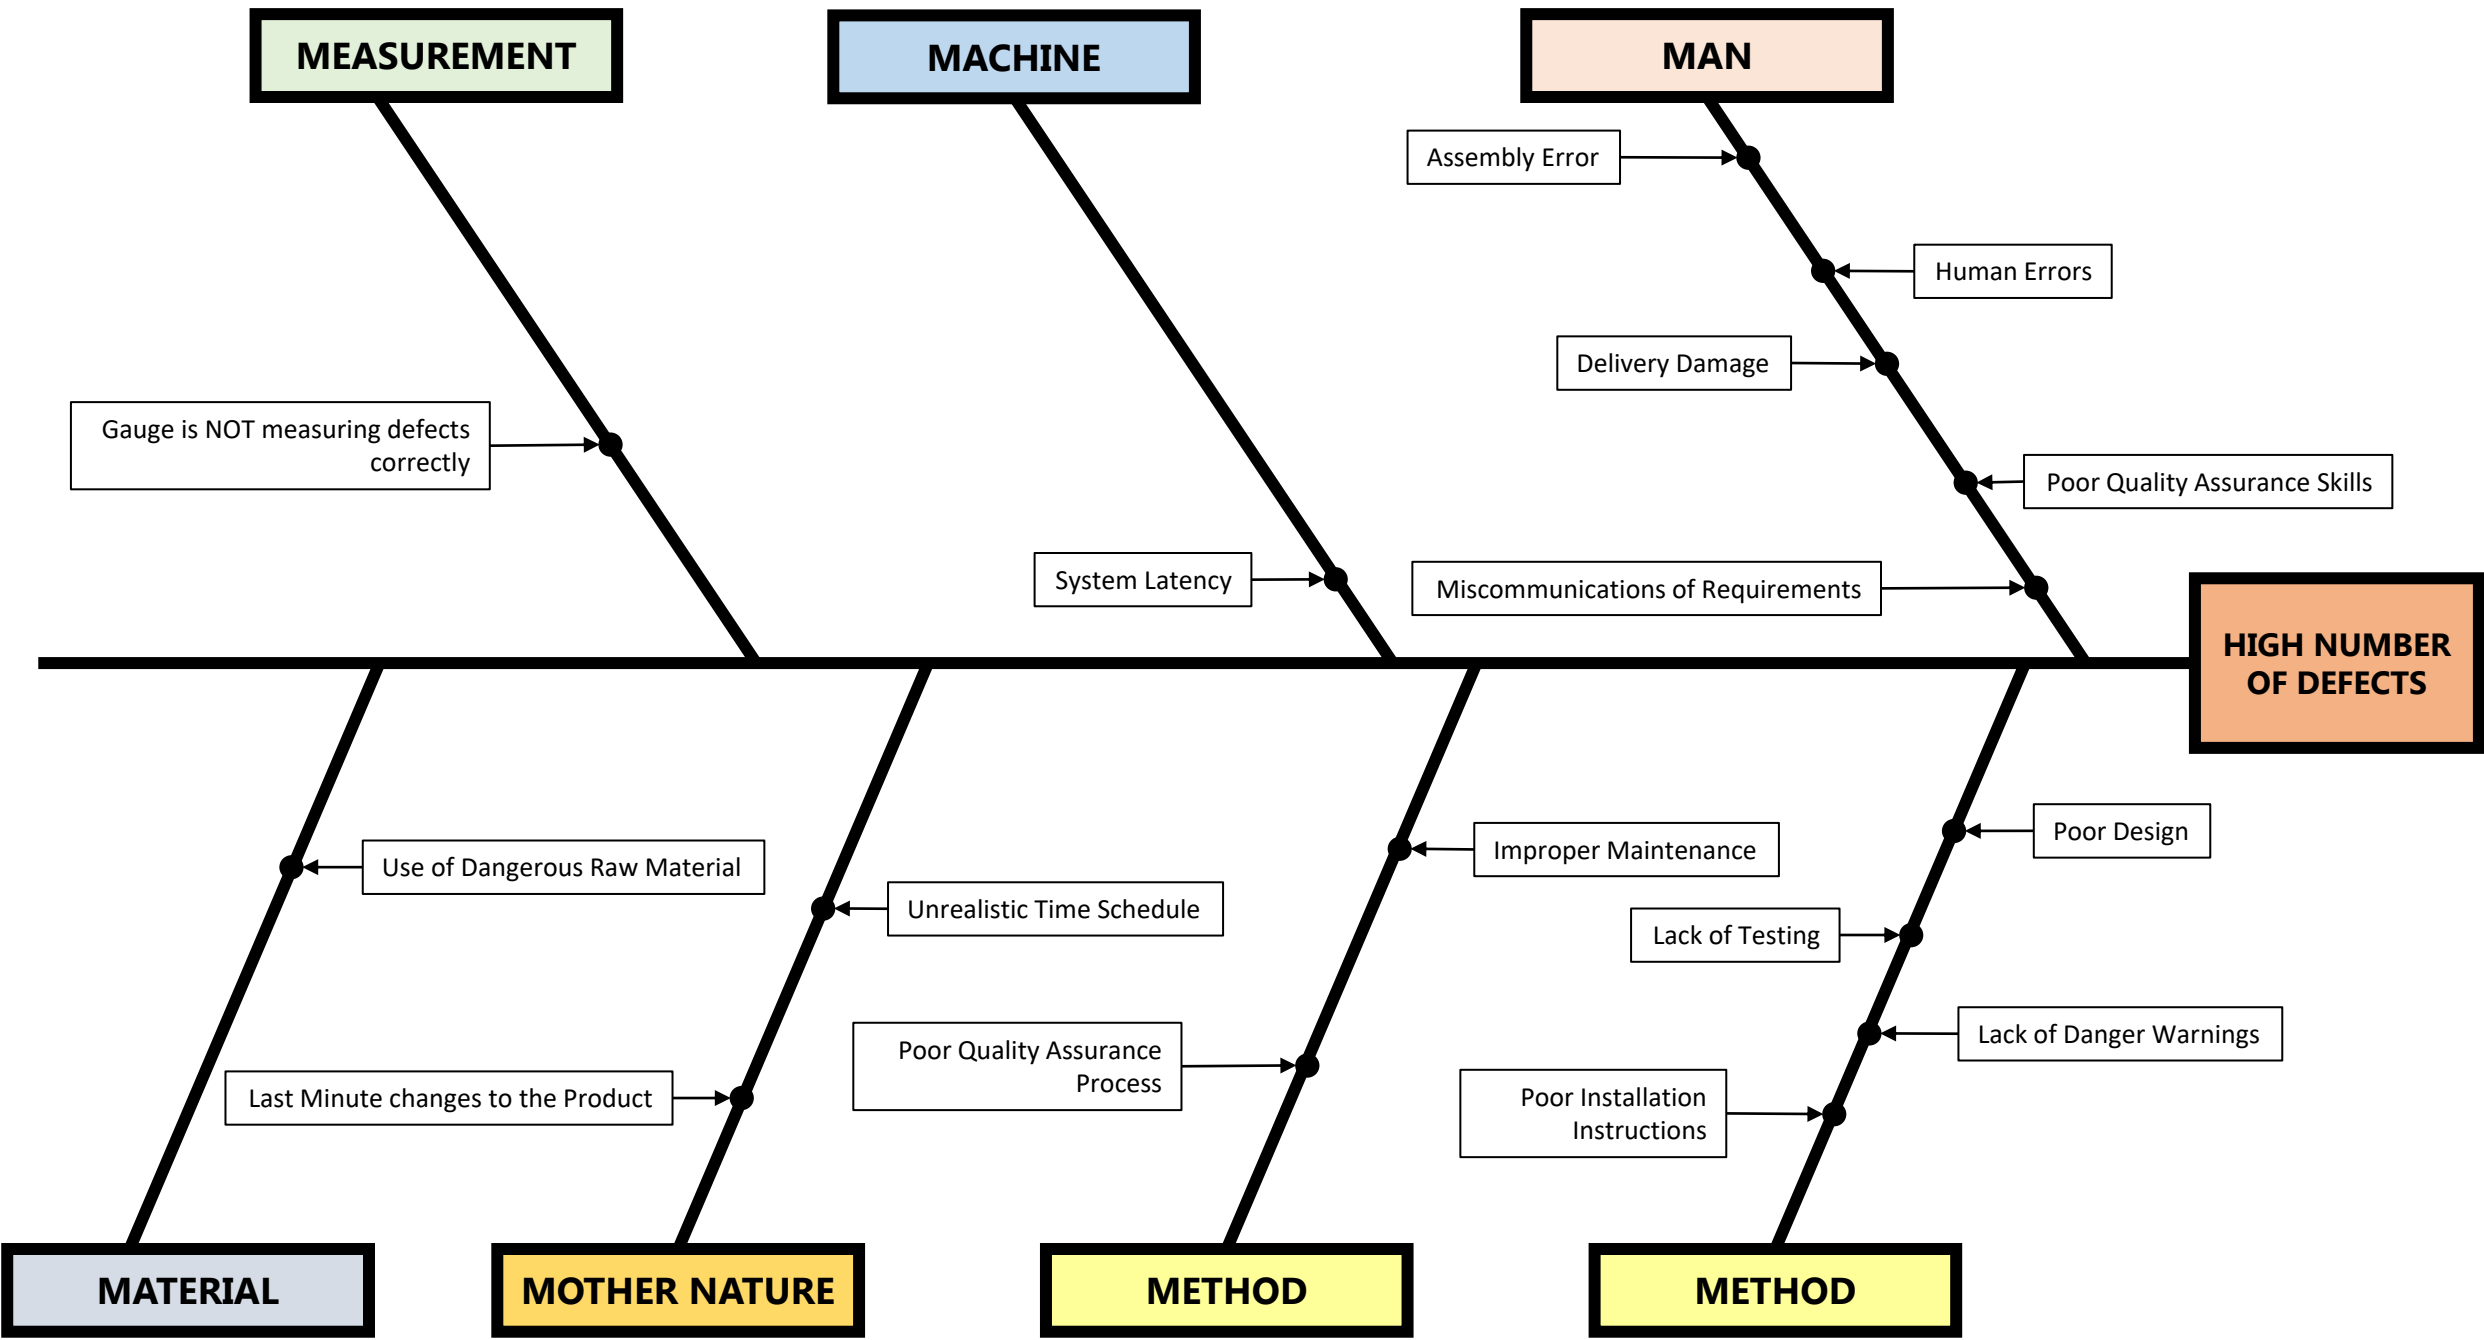 MEASUREMENT
MACHINE
MAN
Assembly Error
Human Errors
Delivery Damage
Gauge is NOT measuring defects
correctly
Poor Quality Assurance Skills
System Latency
Miscommunications of Requirements
HIGH NUMBER
OF DEFECTS
Use of Dangerous Raw Material
Unrealistic Time Schedule
Last Minute changes to the Product
Improper Maintenance
Poor Quality Assurance
Process
Poor Design
Lack of Testing
Lack of Danger Warnings
Poor Installation
Instructions
MATERIAL
MOTHER NATURE
METHOD
METHOD